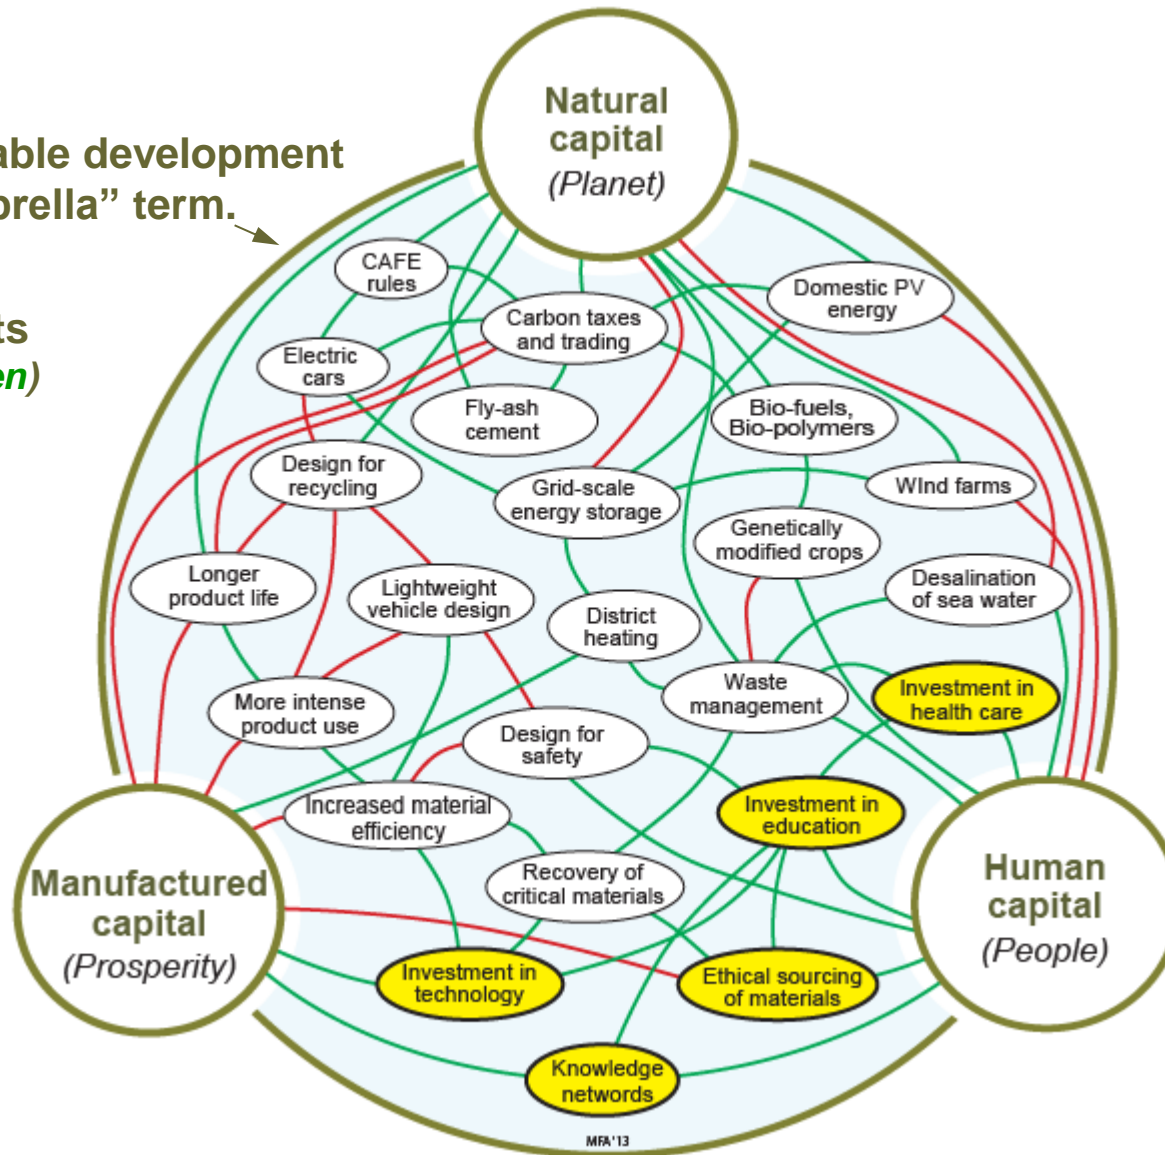 Natural
capital
(Planet)
able development
brella” term.
ts
en)
CAFE
rules
Carbon taxes
and trading
Domestic PV
energy
Electric
cars
Fly-ash
cement
Bio-fuels,
Bio-polymers
Design for
recycling
Grid-scale
energy storage
WInd farms
Genetically
modified crops
Longer
product life
Lightweight
vehicle design
District
heating
Desalination
of sea water
More intense
product use
Waste
management
Investment in
health care
Design for
safety
Increased material
efficiency
Investment in
education
Recovery of
critical materials
Manufactured
capital
(Prosperity)
Human
capital
(People)
Investment in
technology
Ethical sourcing
of materials
Knowledge
networds
MFA'13